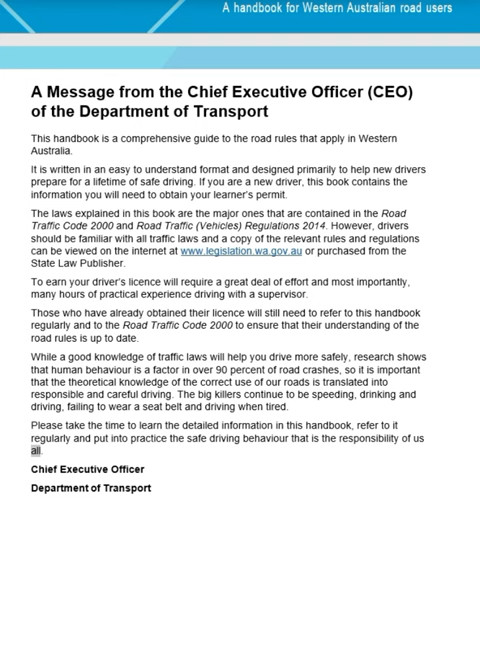 A handbook for Western Australian road users
A Message from the Chief Executive Officer (CEO)
of the Department of Transport
This handbook is a comprehensive guide to the road rules that apply in Western
Australia.
It is written in an easy to understand format and designed primarily to help new drivers
prepare for a lifetime of safe driving. If you are a new driver, this book contains the
information you will need to obtain your learner's permit.
The laws explained in this book are the major ones that are contained in the Road
Traffic Code 2000 and Road Traffic (Vehicles) Regulations 2014. However, drivers
should be familiar with all traffic laws and a copy of the relevant rules and regulations
can be viewed on the internet at www.legislation.wa.gov.au or purchased from the
State Law Publisher.
To earn your driver's licence will require a great deal of effort and most importantly,
many hours of practical experience driving with a supervisor.
Those who have already obtained their licence will still need to refer to this handbook
regularly and to the Road Traffic Code 2000 to ensure that their understanding of the
road rules is up to date.
While a good knowledge of traffic laws will help you drive more safely, research shows
that human behaviour is a factor in over 90 percent of road crashes, so it is important
that the theoretical knowledge of the correct use of our roads is translated into
responsible and careful driving. The big killers continue to be speeding, drinking and
driving, failing to wear a seat belt and driving when tired.
Please take the time to learn the detailed information in this handbook, refer to it
regularly and put into practice the safe driving behaviour that is the responsibility of us
all.
Chief Executive Officer
Department of Transport